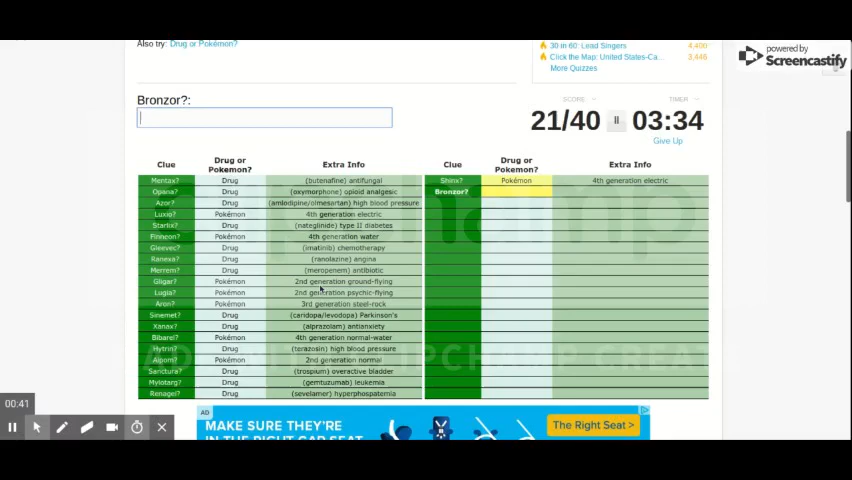 Also try: Drug or Pokémon?
30 in 60: Lead Singers 4,400
Click the Map: United States-Ca... 3,446
More Quizzes
powered by
Screencastify
Bronzor?:
SCORE
TIMER
21/40 03:34
Give Up
Clue Drug or Pokemon? Extra Info Clue Drug or Pokemon? Extra Info
Mentax? Drug (butenafine) antifungal Shinx? Pokémon 4th generation electric
Opana? Drug (oxymorphone) opioid analgesic Bronzor?
Azor? Drug (amlodipine/olmesartan) high blood pressure
Luxio? Pokémon 4th generation electric
Starlix? Drug (nateglinide) type II diabetes
Finneon? Pokémon 4th generation water
Gleevec? Drug (imatinib) chemotherapy
Ranexa? Drug (ranolazine) angina
Merrem? Drug (meropenem) antibiotic
Gligar? Pokémon 2nd generation ground-flying
Lugia? Pokémon 2nd generation psychic-flying
Aron? Pokémon 3rd generation steel-rock
Sinemet? Drug (caridopa/levodopa) Parkinson's
Xanax? Drug (alprazolam) antianxiety
Bibarel? Pokémon 4th generation normal-water
Hytrin? Drug (terazosin) high blood pressure
Aipom? Pokémon 2nd generation normal
Sanctura? Drug (trospium) overactive bladder
Mylotarg? Drug (gemtuzumab) leukemia
Renagel? Drug (sevelamer) hyperphospatemia
00:41
AD
MAKE SURE THEY'RE
IN THE RIGHT CAR SEAT
The Right Seat >